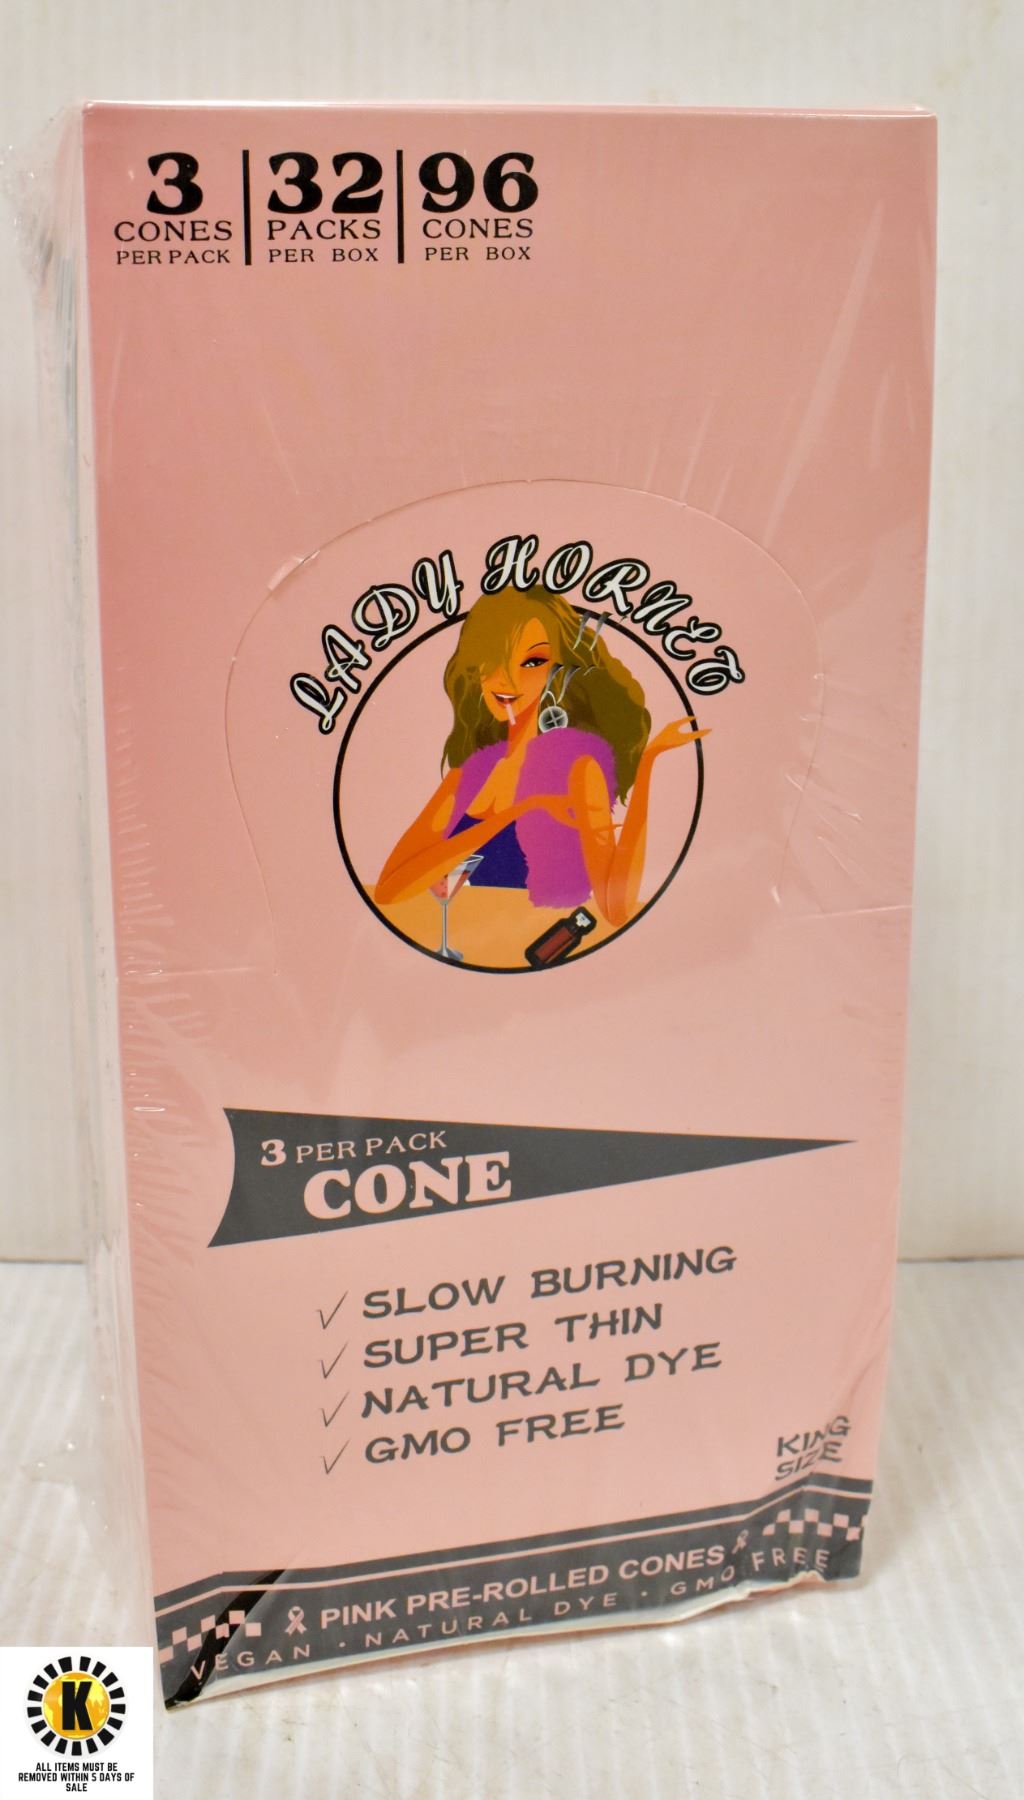 3 32 96
CONES PACKS CONES
PER PACK PER BOX PER BOX
LADY HORNET
3 PER PACK
CONE
SLOW BURNING
SUPER THIN
NATURAL DYE
GMO FREE
KING
SIZE
PINK PRE-ROLLED CONES
VEGAN · NATURAL DYE · GMO FREE
K
ALL ITEMS MUST BE
REMOVED WITHIN 5 DAYS OF
SALE